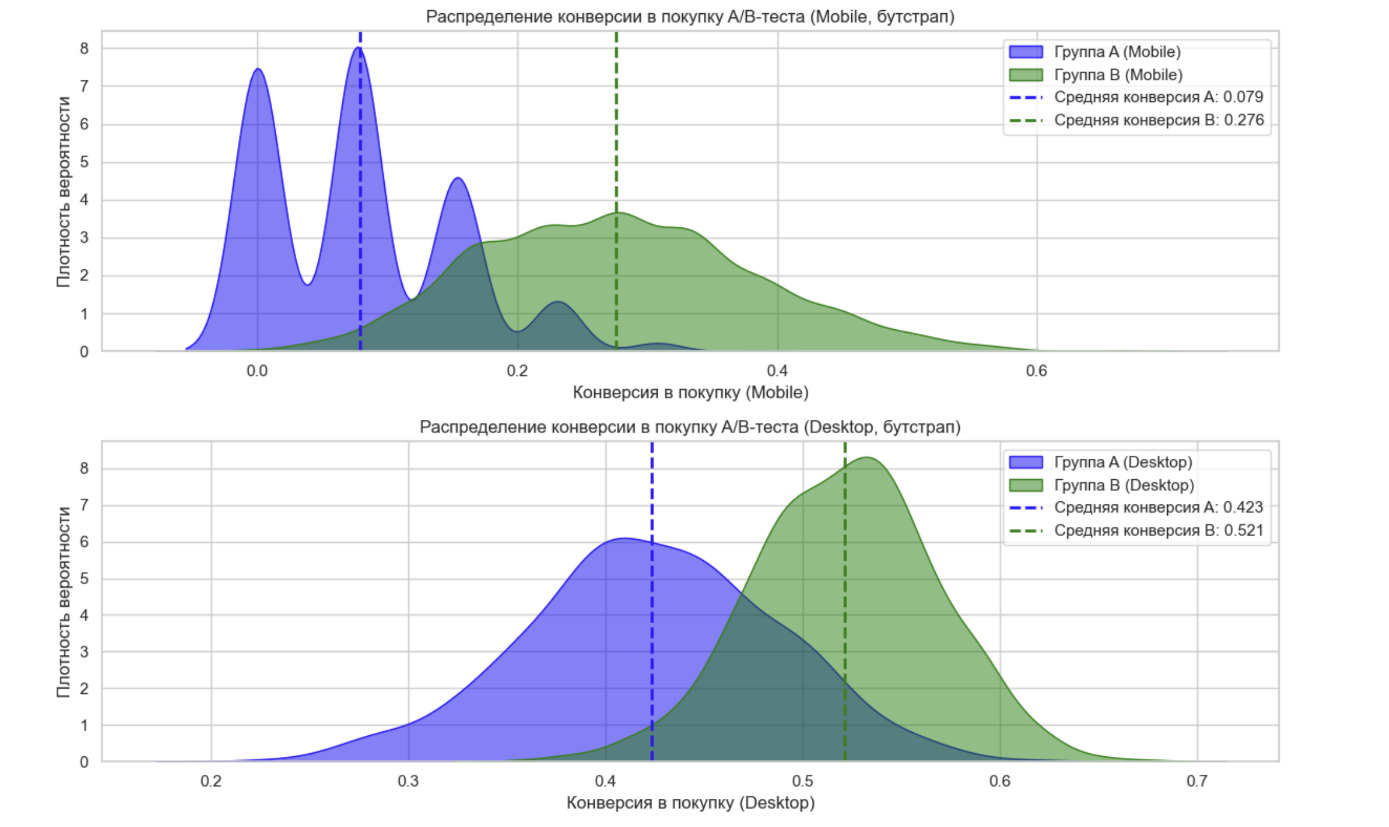 Распределение конверсии в покупку A/B-теста (Mobile, бутстрап)
Плотность вероятности
8
7
6
5
4
3
2
1
0
Группа A (Mobile)
Группа B (Mobile)
Средняя конверсия A: 0.079
Средняя конверсия B: 0.276
0.0 0.2 0.4 0.6
Конверсия в покупку (Mobile)
Распределение конверсии в покупку A/B-теста (Desktop, бутстрап)
Плотность вероятности
8
7
6
5
4
3
2
1
0
Группа A (Desktop)
Группа B (Desktop)
Средняя конверсия A: 0.423
Средняя конверсия B: 0.521
0.2 0.3 0.4 0.5 0.6 0.7
Конверсия в покупку (Desktop)